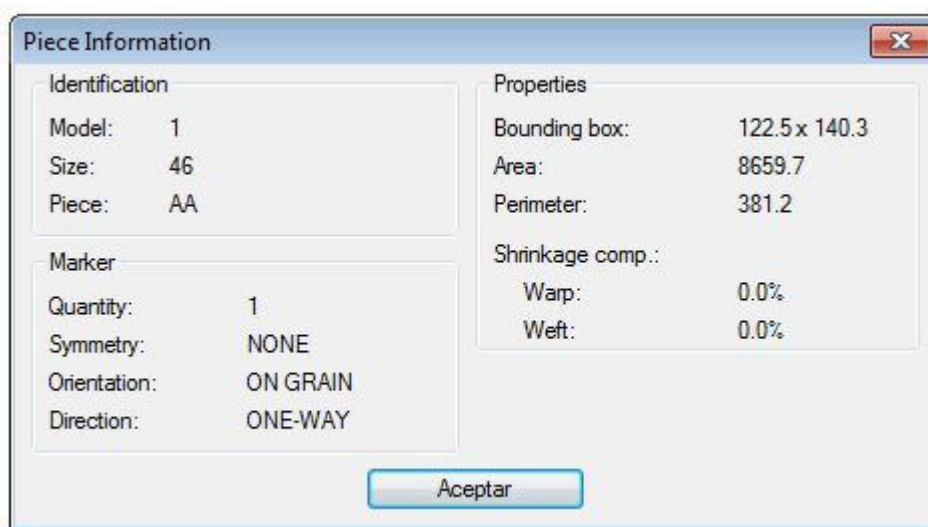 Piece Information
Identification
Model: 1
Size: 46
Piece: AA
Marker
Quantity: 1
Symmetry: NONE
Orientation: ON GRAIN
Direction: ONE-WAY
Properties
Bounding box: 122.5 x 140.3
Area: 8659.7
Perimeter: 381.2
Shrinkage comp.:
Warp: 0.0%
Weft: 0.0%
Aceptar